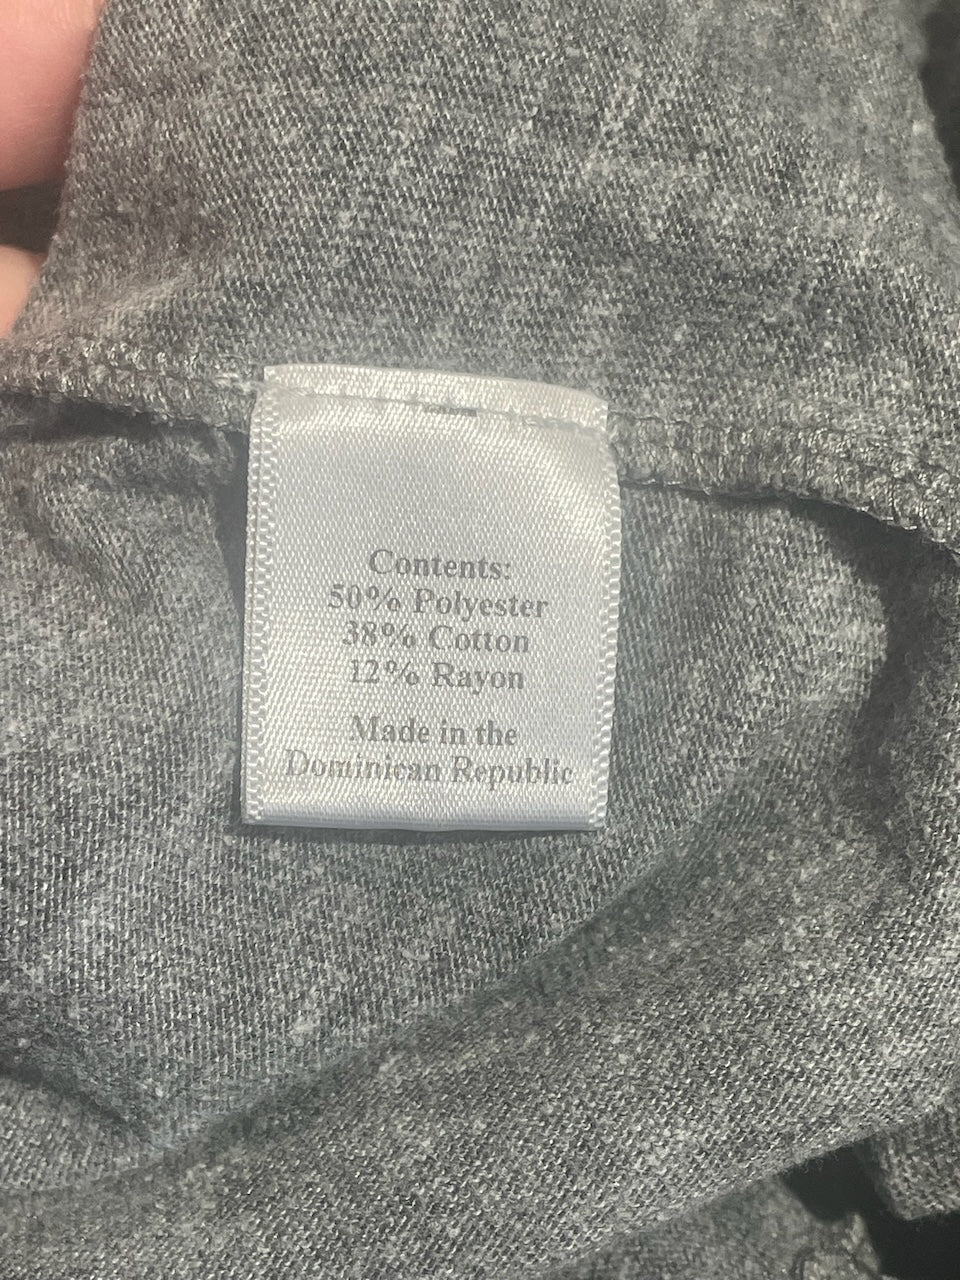 Contents:
50% Polyester
38% Cotton
12% Rayon
Made in the
Dominican Republic